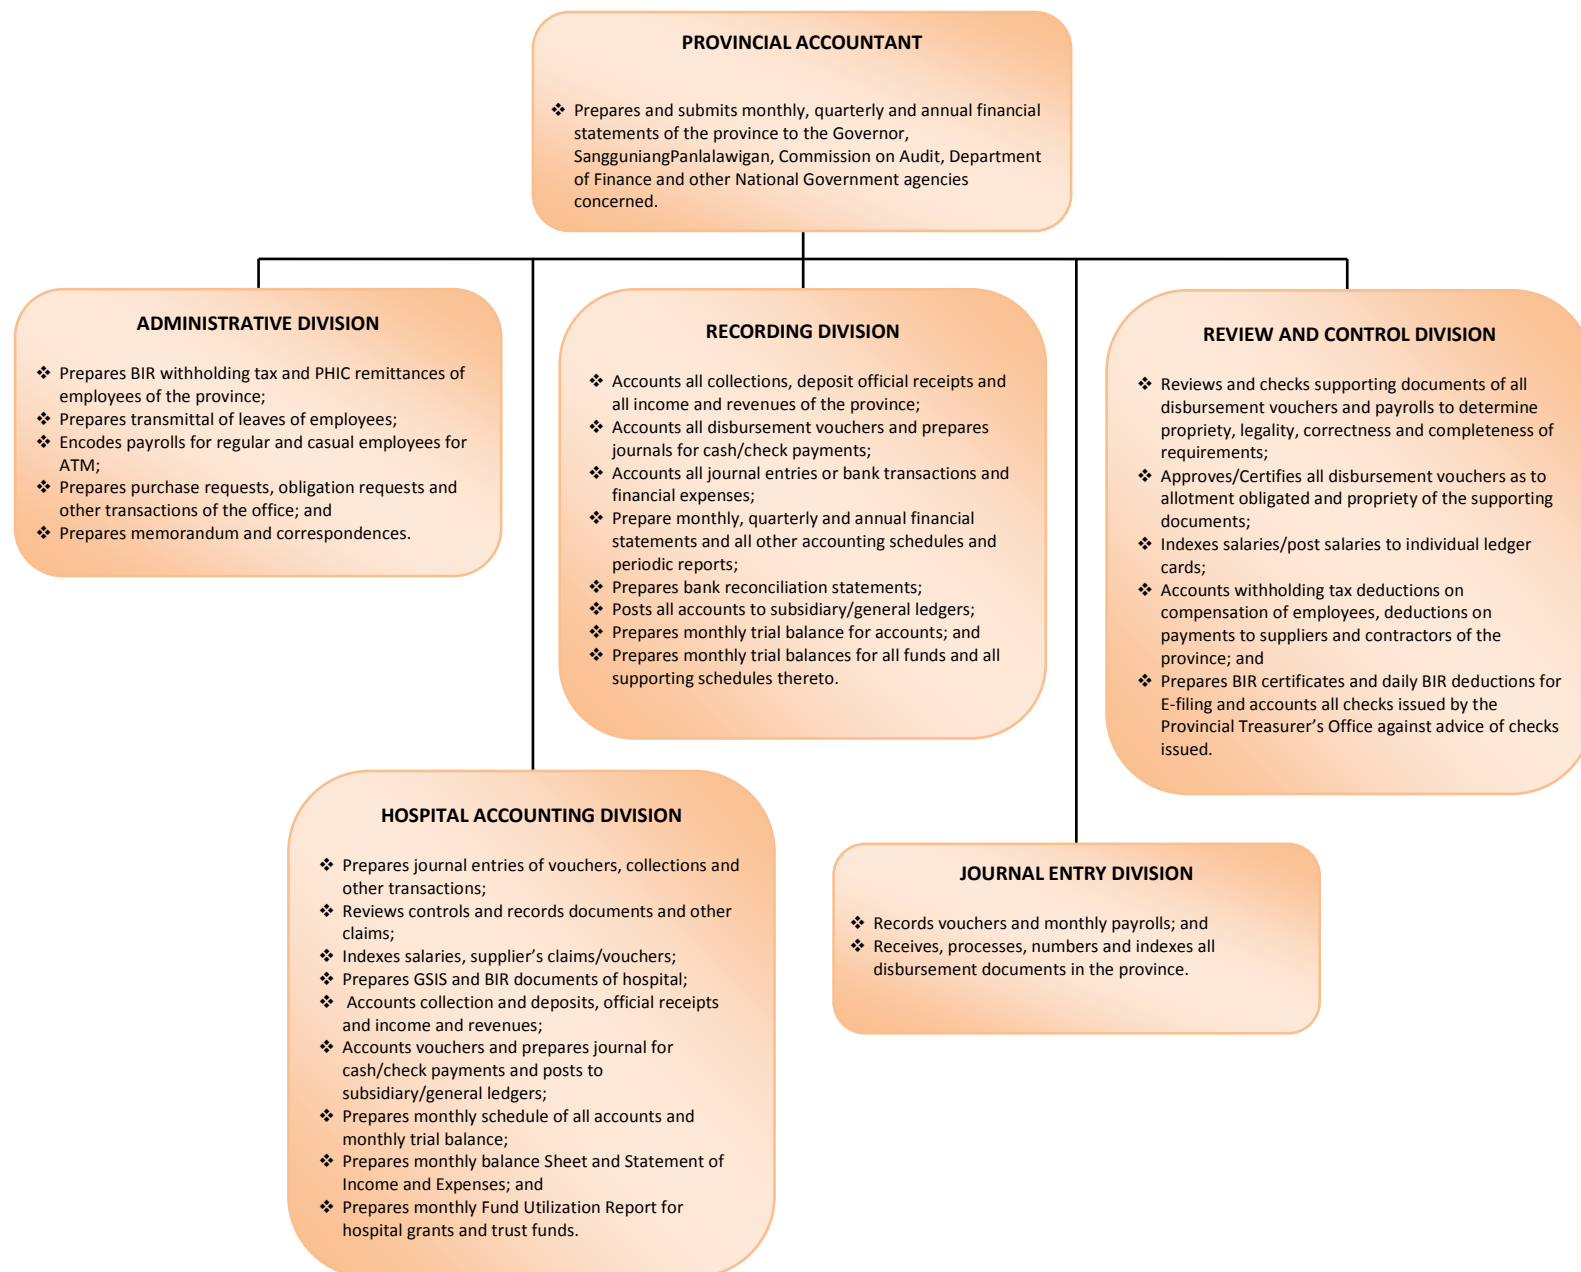 PROVINCIAL ACCOUNTANT
❖ Prepares and submits monthly, quarterly and annual financial
statements of the province to the Governor,
SangguniangPanlalawigan, Commission on Audit, Department
of Finance and other National Government agencies
concerned.
ADMINISTRATIVE DIVISION
❖ Prepares BIR withholding tax and PHIC remittances of
employees of the province;
❖ Prepares transmittal of leaves of employees;
❖ Encodes payrolls for regular and casual employees for
ATM;
❖ Prepares purchase requests, obligation requests and
other transactions of the office; and
❖ Prepares memorandum and correspondences.
RECORDING DIVISION
❖ Accounts all collections, deposit official receipts and
all income and revenues of the province;
❖ Accounts all disbursement vouchers and prepares
journals for cash/check payments;
❖ Accounts all journal entries or bank transactions and
financial expenses;
❖ Prepare monthly, quarterly and annual financial
statements and all other accounting schedules and
periodic reports;
❖ Prepares bank reconciliation statements;
❖ Posts all accounts to subsidiary/general ledgers;
❖ Prepares monthly trial balance for accounts; and
❖ Prepares monthly trial balances for all funds and all
supporting schedules thereto.
REVIEW AND CONTROL DIVISION
❖ Reviews and checks supporting documents of all
disbursement vouchers and payrolls to determine
propriety, legality, correctness and completeness of
requirements;
❖ Approves/Certifies all disbursement vouchers as to
allotment obligated and propriety of the supporting
documents;
❖ Indexes salaries/post salaries to individual ledger
cards;
❖ Accounts withholding tax deductions on
compensation of employees, deductions on
payments to suppliers and contractors of the
province; and
❖ Prepares BIR certificates and daily BIR deductions for
E-filing and accounts all checks issued by the
Provincial Treasurer’s Office against advice of checks
issued.
HOSPITAL ACCOUNTING DIVISION
❖ Prepares journal entries of vouchers, collections and
other transactions;
❖ Reviews controls and records documents and other
claims;
❖ Indexes salaries, supplier’s claims/vouchers;
❖ Prepares GSIS and BIR documents of hospital;
❖ Accounts collection and deposits, official receipts
and income and revenues;
❖ Accounts vouchers and prepares journal for
cash/check payments and posts to
subsidiary/general ledgers;
❖ Prepares monthly schedule of all accounts and
monthly trial balance;
❖ Prepares monthly balance Sheet and Statement of
Income and Expenses; and
❖ Prepares monthly Fund Utilization Report for
hospital grants and trust funds.
JOURNAL ENTRY DIVISION
❖ Records vouchers and monthly payrolls; and
❖ Receives, processes, numbers and indexes all
disbursement documents in the province.